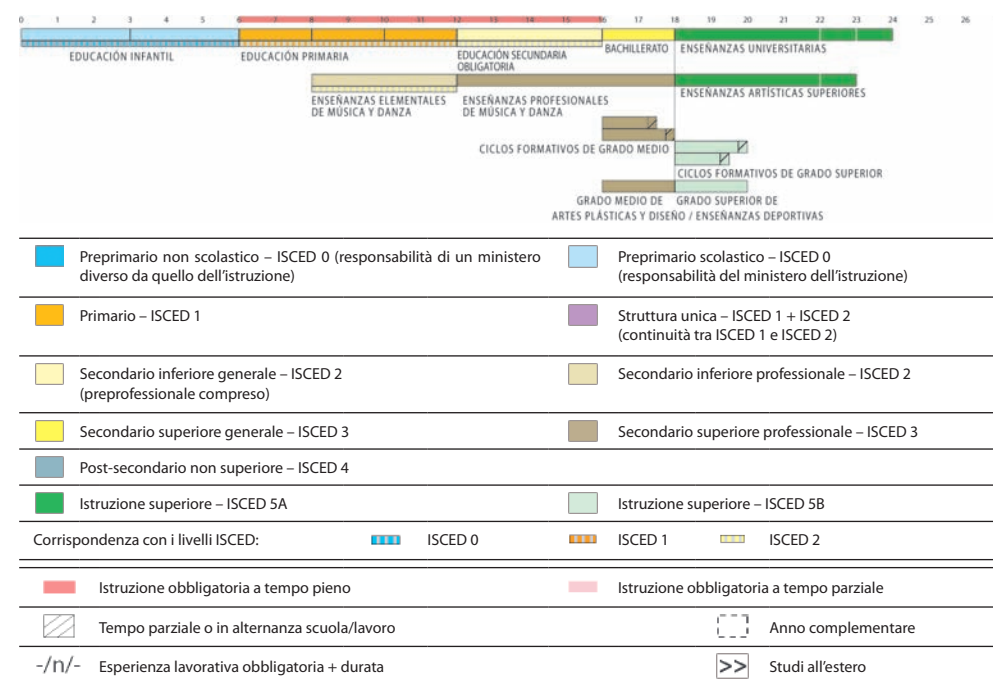 0 1 2 3 4 5 6 7 8 9 10 11 12 13 14 15 16 17 18 19 20 21 22 23 24 25 26
EDUCACIÓN INFANTIL
EDUCACIÓN PRIMARIA
EDUCACIÓN SECUNDARIA
OBLIGATORIA
BACHILLERATO
ENSEÑANZAS UNIVERSITARIAS
ENSEÑANZAS ELEMENTALES
DE MÚSICA Y DANZA
ENSEÑANZAS PROFESIONALES
DE MÚSICA Y DANZA
ENSEÑANZAS ARTÍSTICAS SUPERIORES
CICLOS FORMATIVOS DE GRADO MEDIO
CICLOS FORMATIVOS DE GRADO SUPERIOR
GRADO MEDIO DE GRADO SUPERIOR DE
ARTES PLÁSTICAS Y DISEÑO / ENSEÑANZAS DEPORTIVAS
Preprimario non scolastico – ISCED 0 (responsabilità di un ministero
diverso da quello dell'istruzione)
Preprimario scolastico – ISCED 0
(responsabilità del ministero dell'istruzione)
Primario – ISCED 1
Struttura unica – ISCED 1 + ISCED 2
(continuità tra ISCED 1 e ISCED 2)
Secondario inferiore generale – ISCED 2
(preprofessionale compreso)
Secondario inferiore professionale – ISCED 2
Secondario superiore generale – ISCED 3
Secondario superiore professionale – ISCED 3
Post-secondario non superiore – ISCED 4
Istruzione superiore – ISCED 5A
Istruzione superiore – ISCED 5B
Corrispondenza con i livelli ISCED: ISCED 0 ISCED 1 ISCED 2
Istruzione obbligatoria a tempo pieno
Istruzione obbligatoria a tempo parziale
Tempo parziale o in alternanza scuola/lavoro
Anno complementare
-/n/- Esperienza lavorativa obbligatoria + durata
>> Studi all'estero